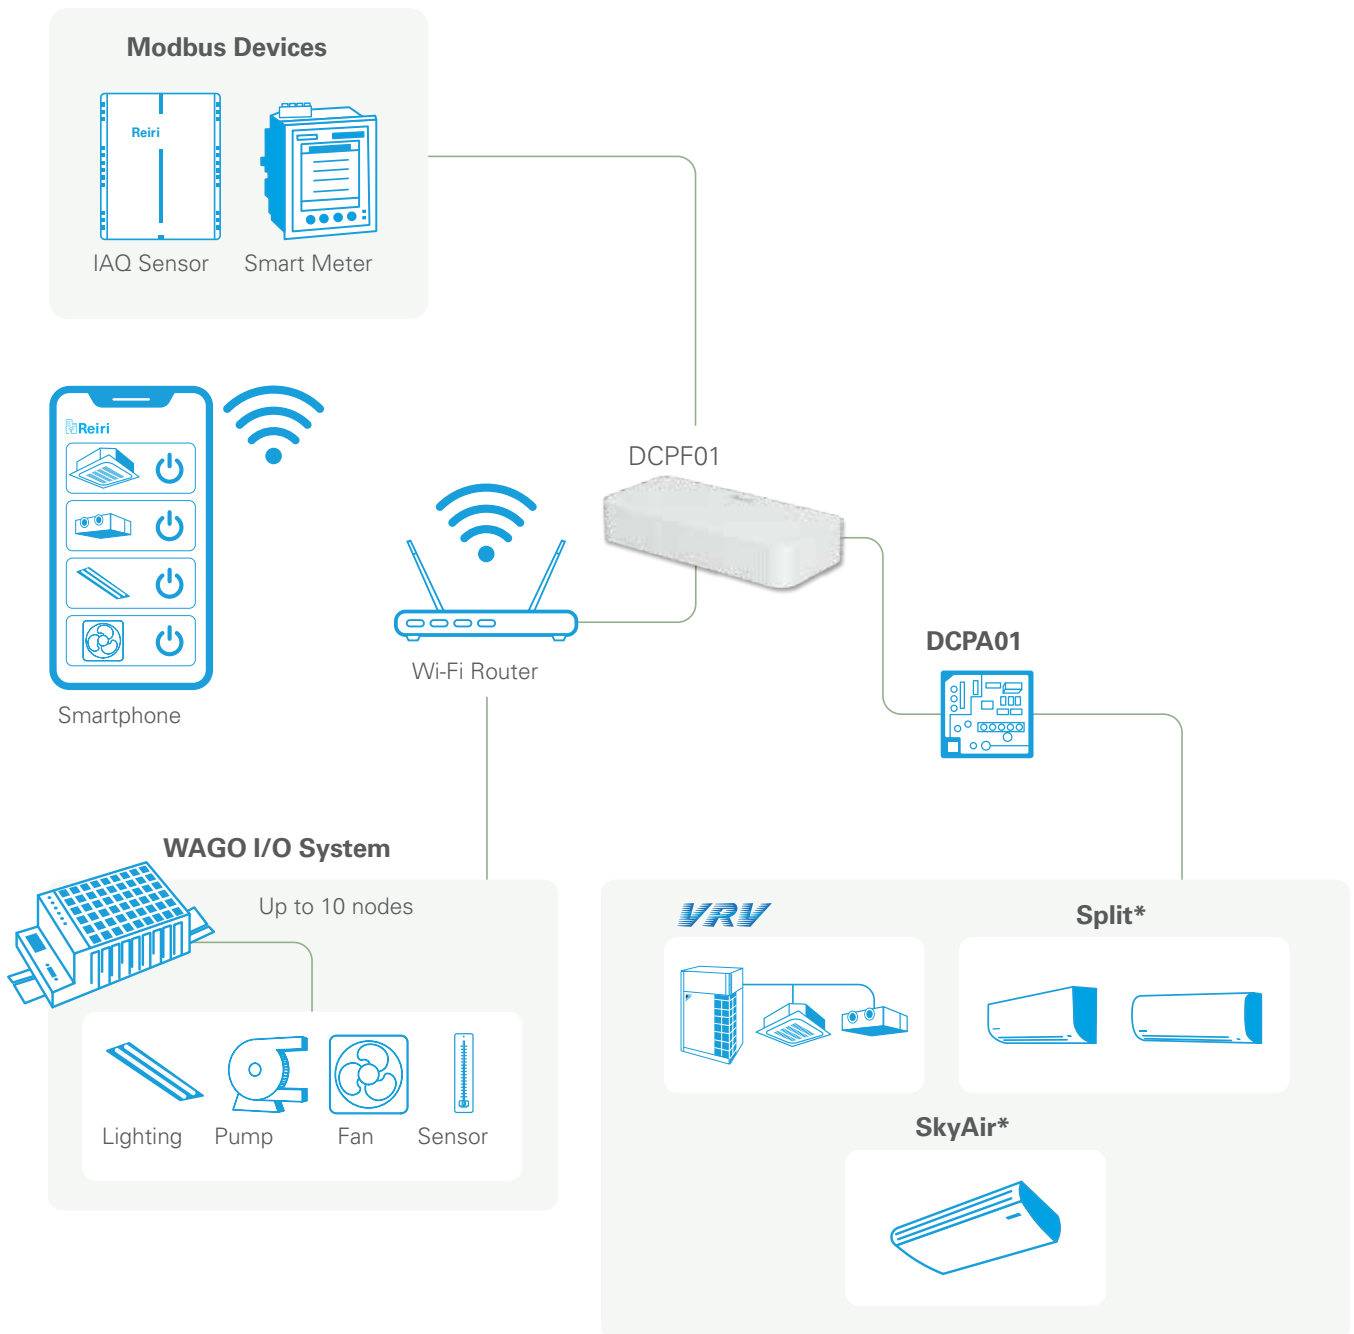 Modbus Devices
Reiri
IAQ Sensor
Smart Meter
Reiri
Smartphone
Wi-Fi Router
DCPF01
DCPA01
WAGO I/O System
Up to 10 nodes
Lighting
Pump
Fan
Sensor
VRV
Split*
SkyAir*